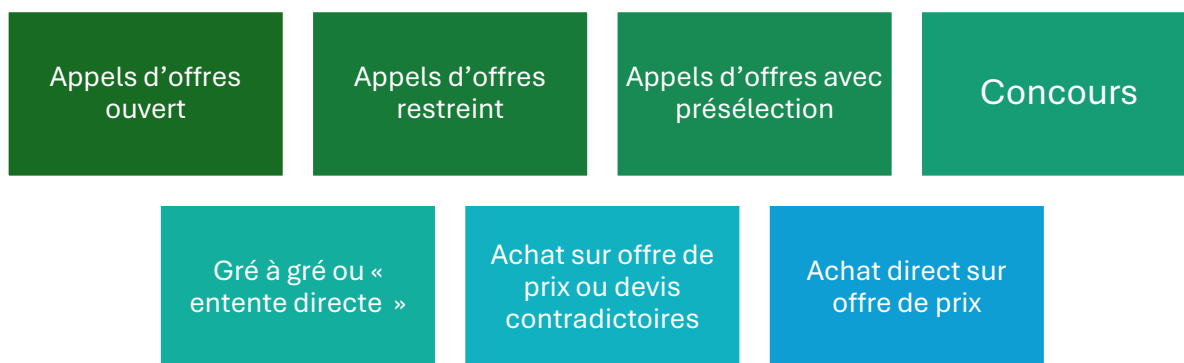 Appels d’offres
ouvert
Appels d’offres
restreint
Appels d’offres avec
présélection
Concours
Gré à gré ou «
entente directe »
Achat sur offre de
prix ou devis
contradictoires
Achat direct sur
offre de prix